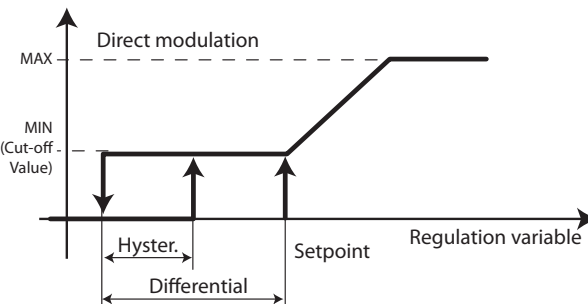 Direct modulation
MAX
MIN
(Cut-off
Value)
Hyster.
Setpoint
Regulation variable
Differential